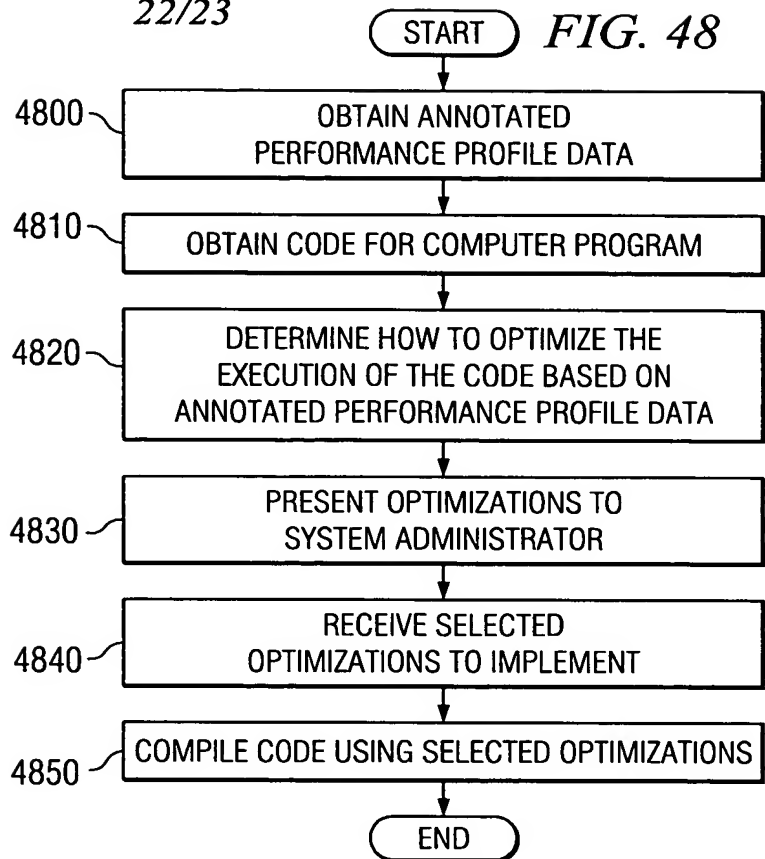 22/23
START
FIG. 48
4800
OBTAIN ANNOTATED
PERFORMANCE PROFILE DATA
4810
OBTAIN CODE FOR COMPUTER PROGRAM
4820
DETERMINE HOW TO OPTIMIZE THE
EXECUTION OF THE CODE BASED ON
ANNOTATED PERFORMANCE PROFILE DATA
4830
PRESENT OPTIMIZATIONS TO
SYSTEM ADMINISTRATOR
4840
RECEIVE SELECTED
OPTIMIZATIONS TO IMPLEMENT
4850
COMPILE CODE USING SELECTED OPTIMIZATIONS
END